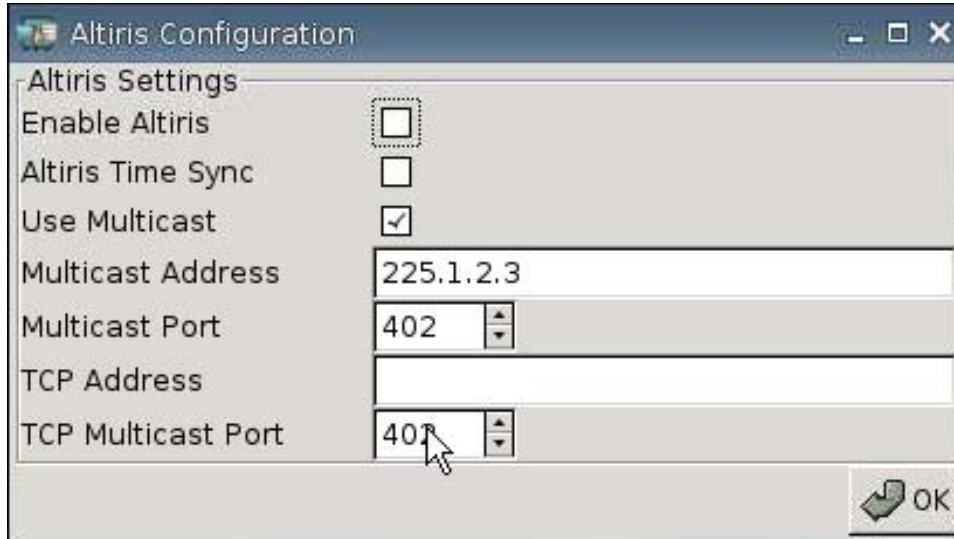 Altiris Configuration
Altiris Settings
Enable Altiris
Altiris Time Sync
Use Multicast
Multicast Address 225.1.2.3
Multicast Port 402
TCP Address
TCP Multicast Port 402
OK